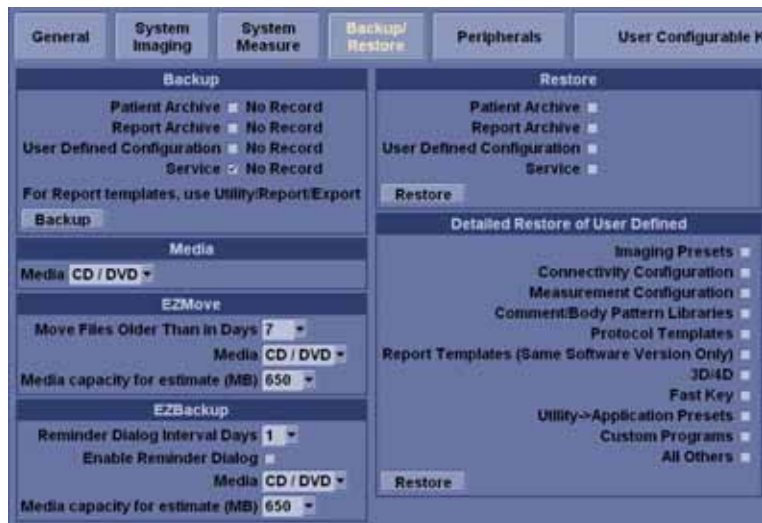 General
System Imaging
System Measure
Backup/ Restore
Peripherals
User Configurable
Backup
Patient Archive No Record
Report Archive No Record
User Defined Configuration No Record
Service No Record
For Report templates, use Utility/Report/Export
Backup
Media
Media CD / DVD
EZMove
Move Files Older Than in Days 7
Media CD / DVD
Media capacity for estimate (MB) 650
EZBackup
Reminder Dialog Interval Days 1
Enable Reminder Dialog
Media CD / DVD
Media capacity for estimate (MB) 650
Restore
Patient Archive
Report Archive
User Defined Configuration
Service
Restore
Detailed Restore of User Defined
Imaging Presets
Connectivity Configuration
Measurement Configuration
Comment/Body Pattern Libraries
Protocol Templates
Report Templates (Same Software Version Only)
3D/4D
Fast Key
Utility->Application Presets
Custom Programs
All Others
Restore